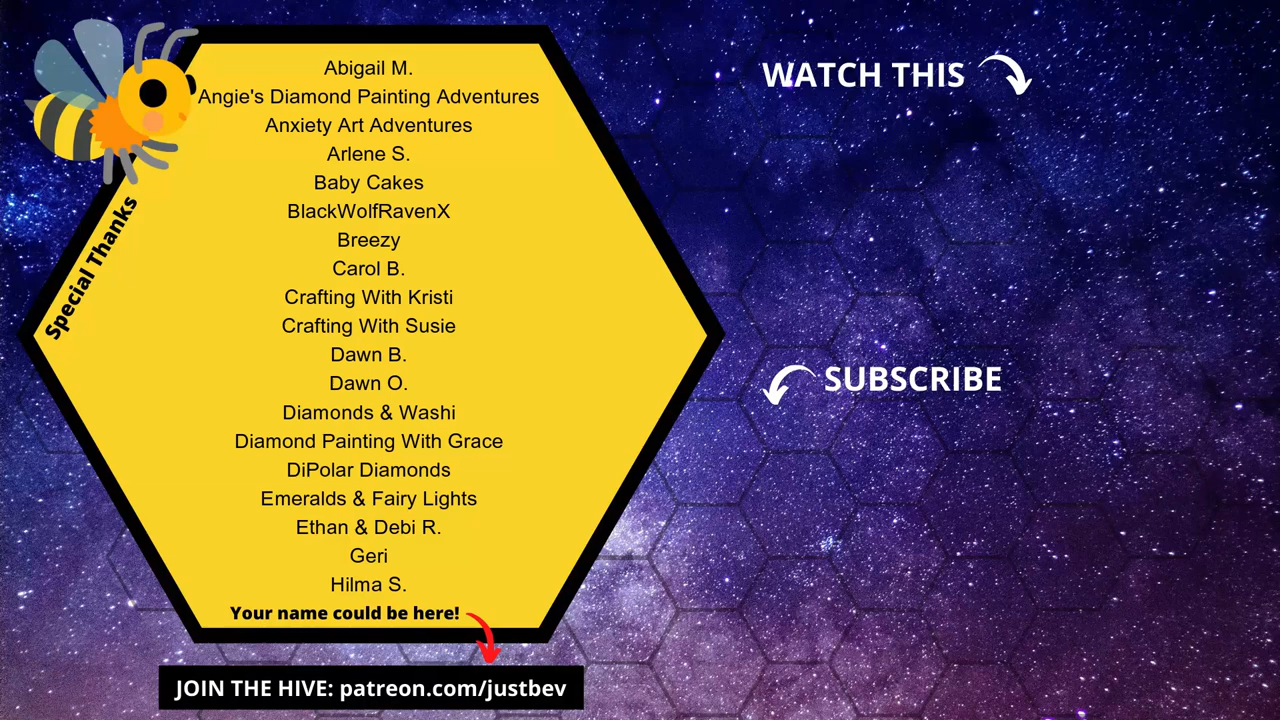 Special Thanks
Abigail M.
Angie's Diamond Painting Adventures
Anxiety Art Adventures
Arlene S.
Baby Cakes
BlackWolfRavenX
Breezy
Carol B.
Crafting With Kristi
Crafting With Susie
Dawn B.
Dawn O.
Diamonds & Washi
Diamond Painting With Grace
DiPolar Diamonds
Emeralds & Fairy Lights
Ethan & Debi R.
Geri
Hilma S.
Your name could be here!
JOIN THE HIVE: patreon.com/justbev
WATCH THIS
SUBSCRIBE